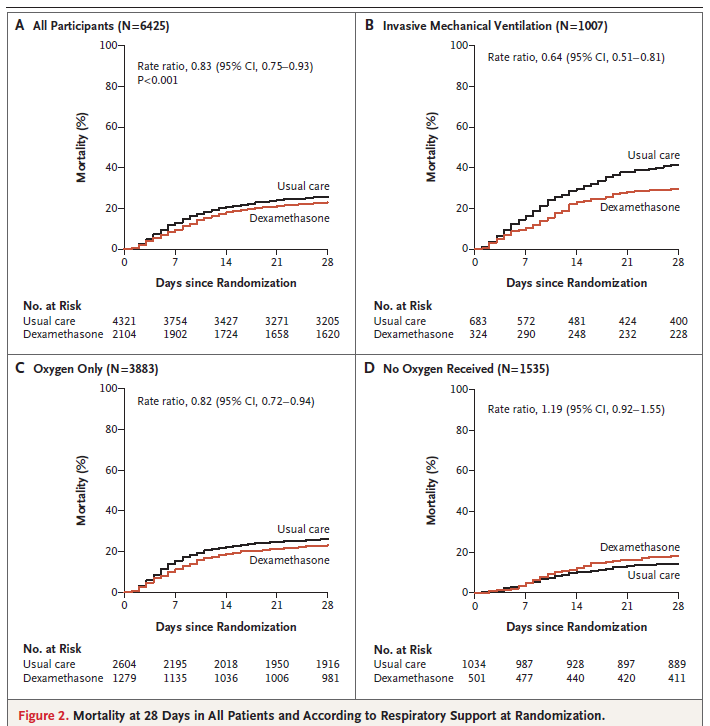 A All Participants (N=6425)
100
80
60
40
20
0
Mortality (%)
Rate ratio, 0.83 (95% CI, 0.75–0.93)
P<0.001
Usual care
Dexamethasone
0 7 14 21 28
Days since Randomization
No. at Risk
Usual care 4321 3754 3427 3271 3205
Dexamethasone 2104 1902 1724 1658 1620
B Invasive Mechanical Ventilation (N=1007)
100
80
60
40
20
0
Mortality (%)
Rate ratio, 0.64 (95% CI, 0.51–0.81)
Usual care
Dexamethasone
0 7 14 21 28
Days since Randomization
No. at Risk
Usual care 683 572 481 424 400
Dexamethasone 324 290 248 232 228
C Oxygen Only (N=3883)
100
80
60
40
20
0
Mortality (%)
Rate ratio, 0.82 (95% CI, 0.72–0.94)
Usual care
Dexamethasone
0 7 14 21 28
Days since Randomization
No. at Risk
Usual care 2604 2195 2018 1950 1916
Dexamethasone 1279 1135 1036 1006 981
D No Oxygen Received (N=1535)
100
80
60
40
20
0
Mortality (%)
Rate ratio, 1.19 (95% CI, 0.92–1.55)
Dexamethasone
Usual care
0 7 14 21 28
Days since Randomization
No. at Risk
Usual care 1034 987 928 897 889
Dexamethasone 501 477 440 420 411
Figure 2. Mortality at 28 Days in All Patients and According to Respiratory Support at Randomization.